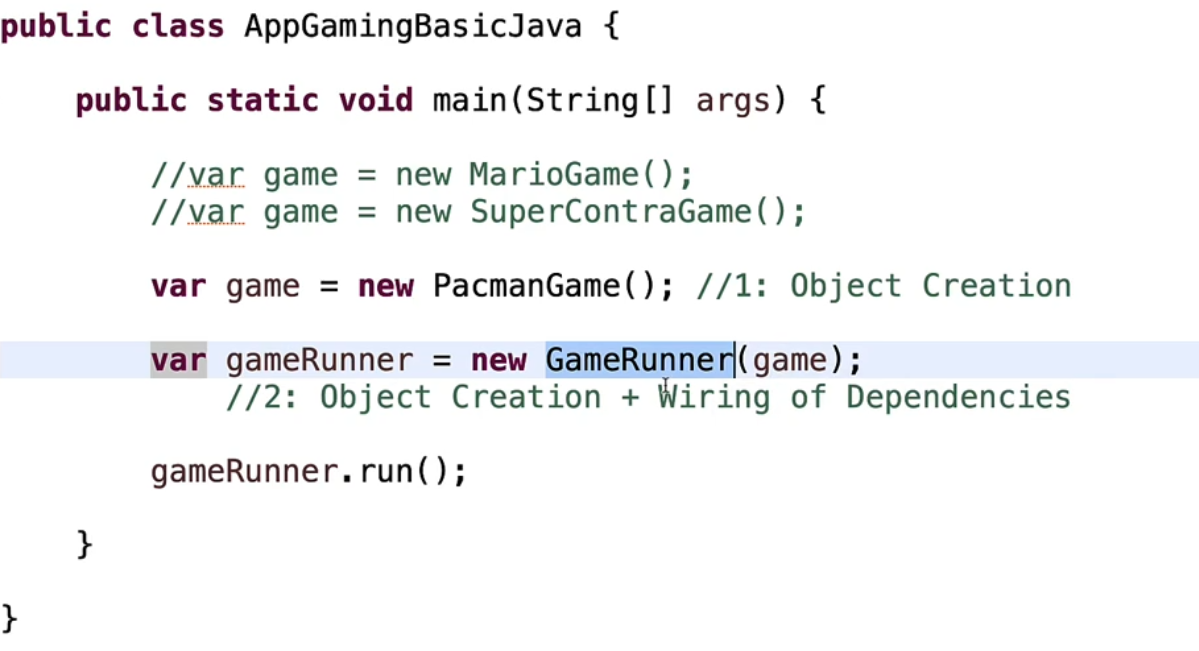 public class AppGamingBasicJava {
public static void main(String[] args) {
//var game = new MarioGame();
//var game = new SuperContraGame();
var game = new PacmanGame(); //1: Object Creation
var gameRunner = new GameRunner(game);
//2: Object Creation + Wiring of Dependencies
gameRunner.run();
}
}